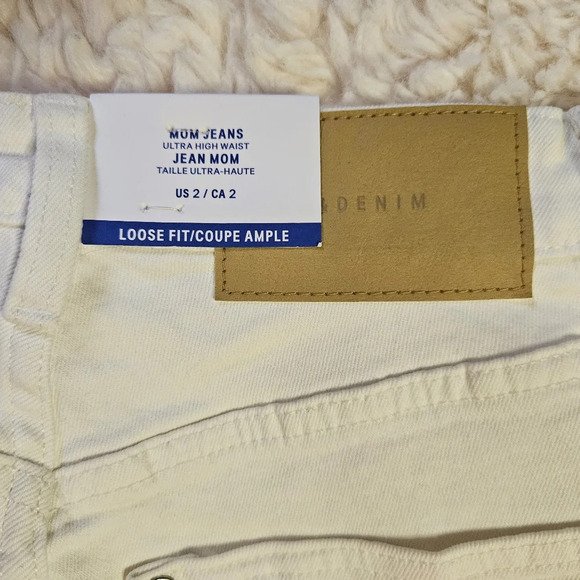 MOM JEANS
ULTRA HIGH WAIST
JEAN MOM
TAILLE ULTRA-HAUTE
US 2 / CA 2
LOOSE FIT/COUPE AMPLE
&DENIM